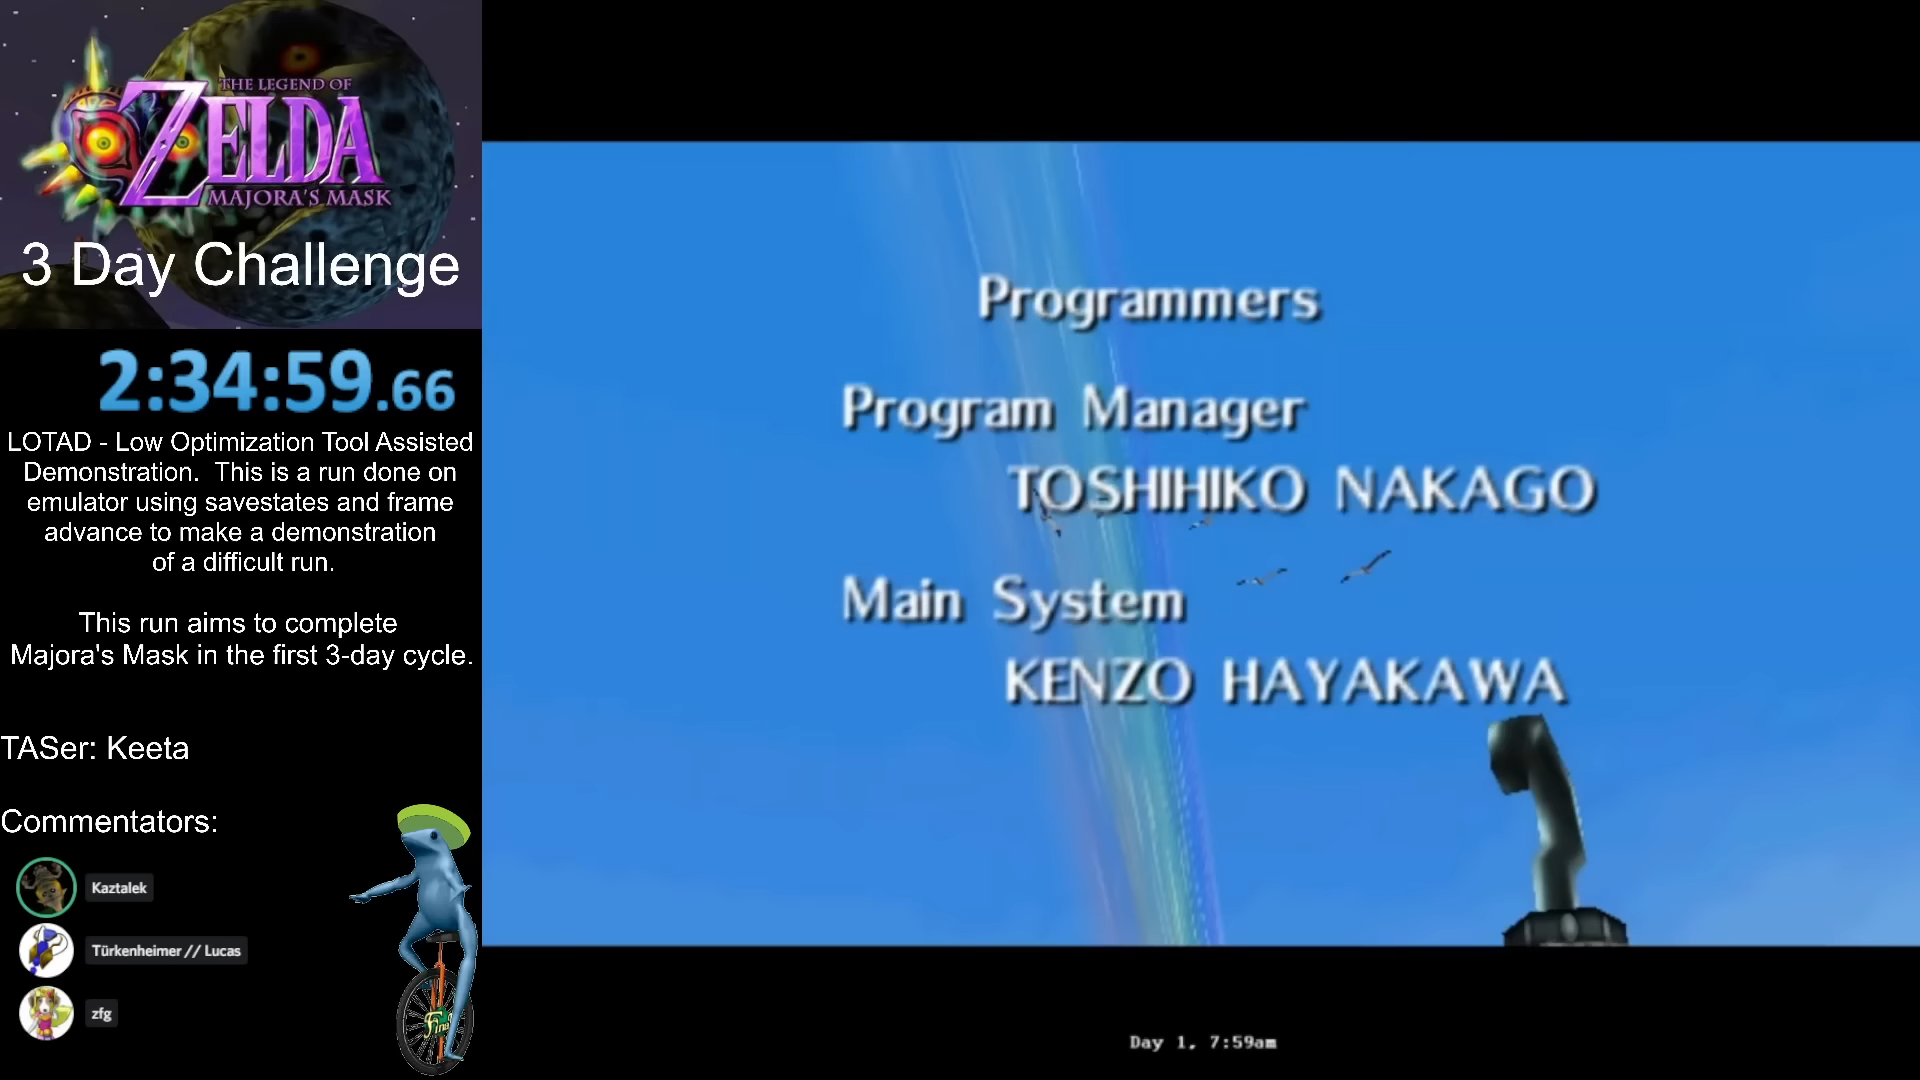 THE LEGEND OF
ZELDA
MAJORA'S MASK
3 Day Challenge
2:34:59.66
LOTAD - Low Optimization Tool Assisted
Demonstration. This is a run done on
emulator using savestates and frame
advance to make a demonstration
of a difficult run.
This run aims to complete
Majora's Mask in the first 3-day cycle.
TASer: Keeta
Commentators:
Kaztalek
Türkenheimer // Lucas
zfg
Final
Programmers
Program Manager
TOSHIHIKO NAKAGO
Main System
KENZO HAYAKAWA
Day 1, 7:59am